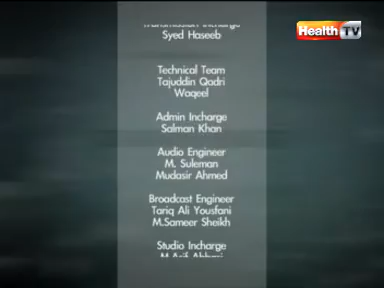 Health TV
Incharge
Syed Haseeb
Technical Team
Tajuddin Qadri
Waqeel
Admin Incharge
Salman Khan
Audio Engineer
M. Suleman
Mudasir Ahmed
Broadcast Engineer
Tariq Ali Yousfani
M.Sameer Sheikh
Studio Incharge